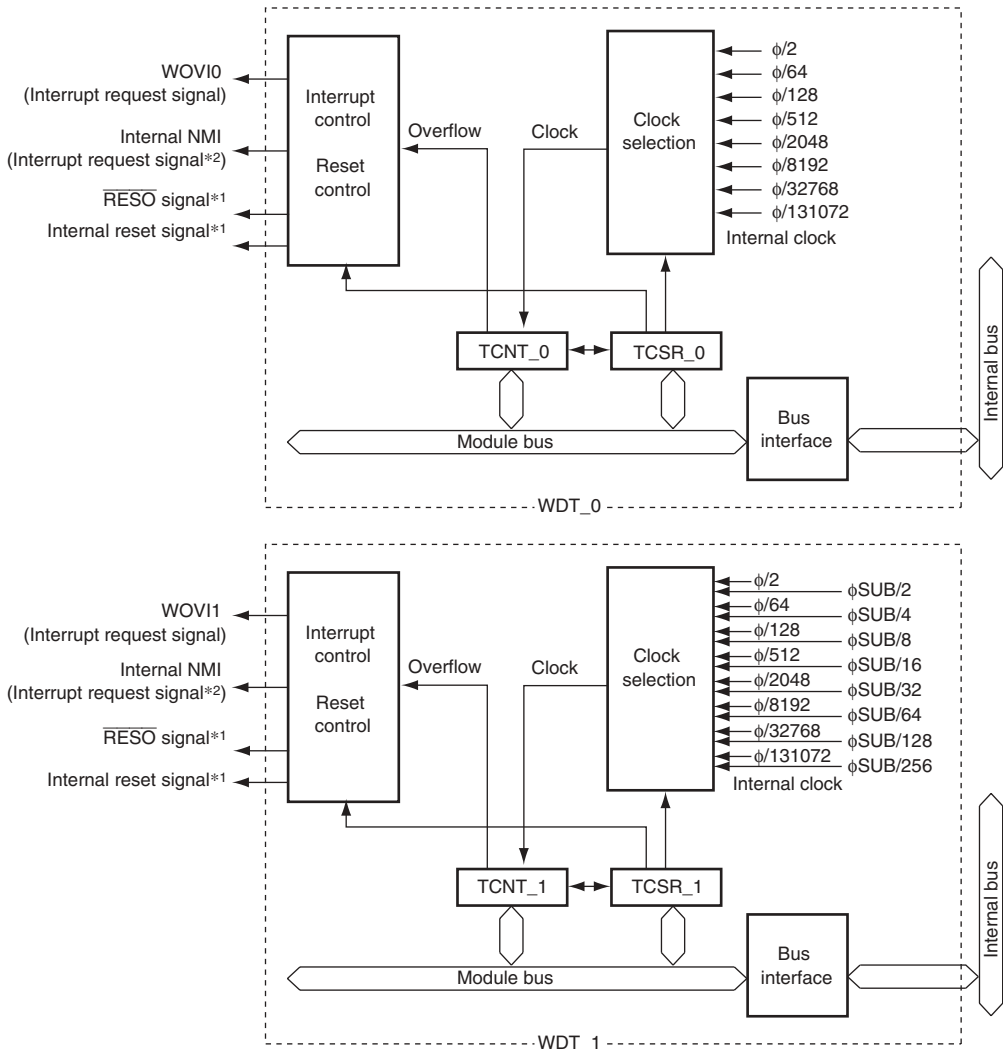 WOVI0
(Interrupt request signal)
Internal NMI
(Interrupt request signal*2)
RESO signal*1
Internal reset signal*1
Interrupt
control
Reset
control
Overflow
Clock
Clock
selection
ϕ/2
ϕ/64
ϕ/128
ϕ/512
ϕ/2048
ϕ/8192
ϕ/32768
ϕ/131072
Internal clock
TCNT_0
TCSR_0
Module bus
Bus
interface
Internal bus
WDT_0
WOVI1
(Interrupt request signal)
Internal NMI
(Interrupt request signal*2)
RESO signal*1
Internal reset signal*1
Interrupt
control
Reset
control
Overflow
Clock
Clock
selection
ϕ/2
ϕSUB/2
ϕ/64
ϕSUB/4
ϕ/128
ϕSUB/8
ϕ/512
ϕSUB/16
ϕ/2048
ϕSUB/32
ϕ/8192
ϕSUB/64
ϕ/32768
ϕSUB/128
ϕ/131072
ϕSUB/256
Internal clock
TCNT_1
TCSR_1
Module bus
Bus
interface
Internal bus
WDT_1